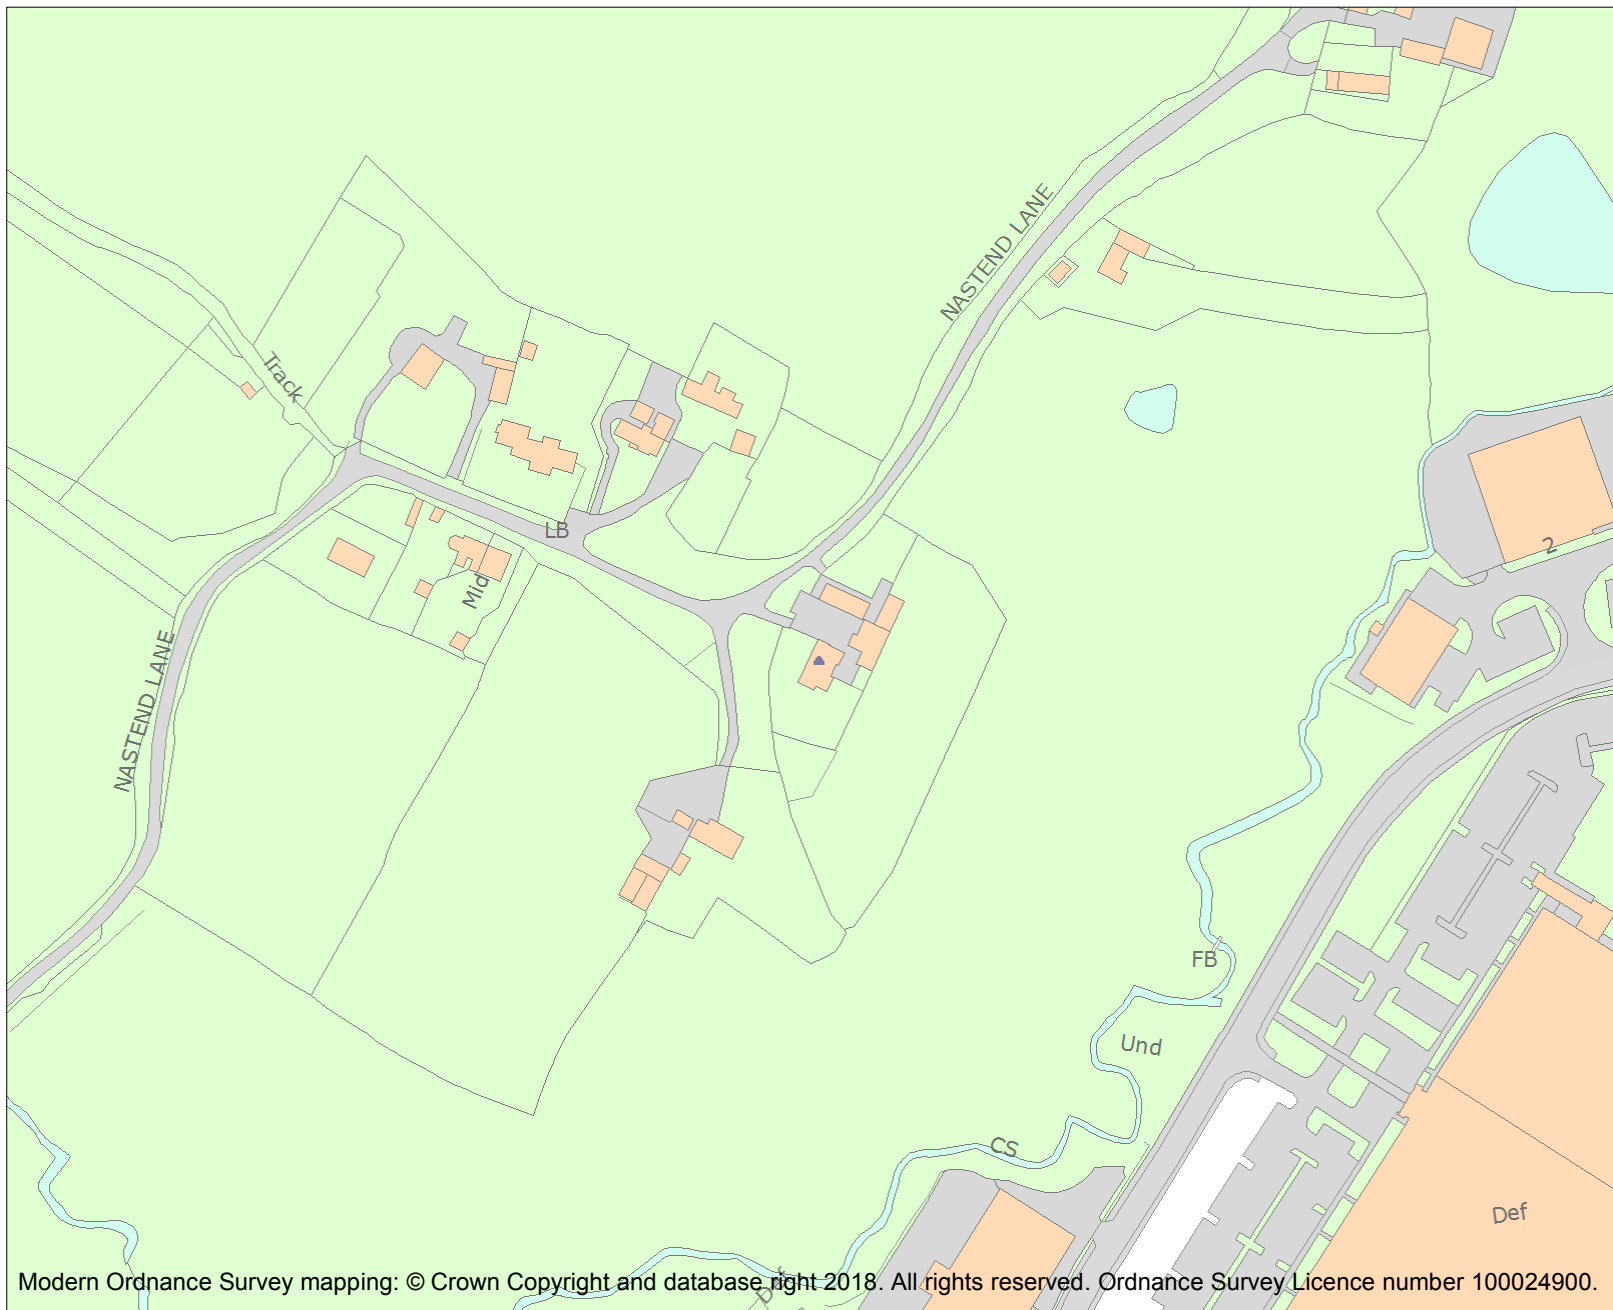 NASTEND LANE
Track
LB
2
Mid
NASTEND LANE
FB
Und
CS
Def
Def
Modern Ordnance Survey mapping: © Crown Copyright and database right 2018. All rights reserved. Ordnance Survey Licence number 100024900.